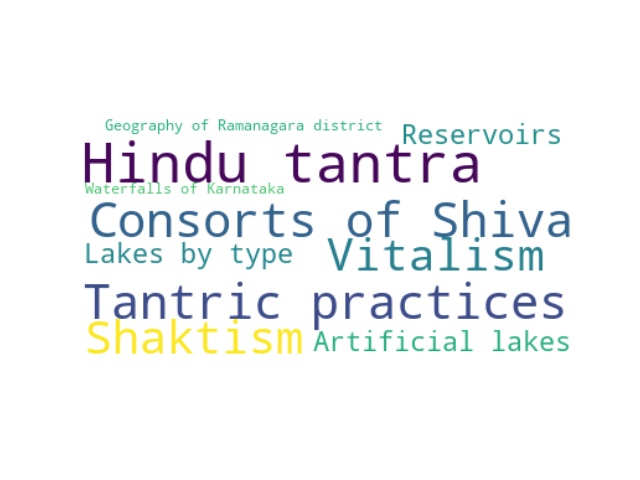 Geography of Ramanagara district
Reservoirs
Hindu tantra
Waterfalls of Karnataka
Consorts of Shiva
Lakes by type
Vitalism
Tantric practices
Shaktism
Artificial lakes